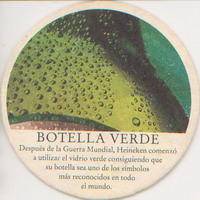 BOTELLA VERDE
Después de la Guerra Mundial, Heineken comenzó
a utilizar el vidrio verde consiguiendo que
su botella sea uno de los símbolos
más reconocidos en todo
el mundo.